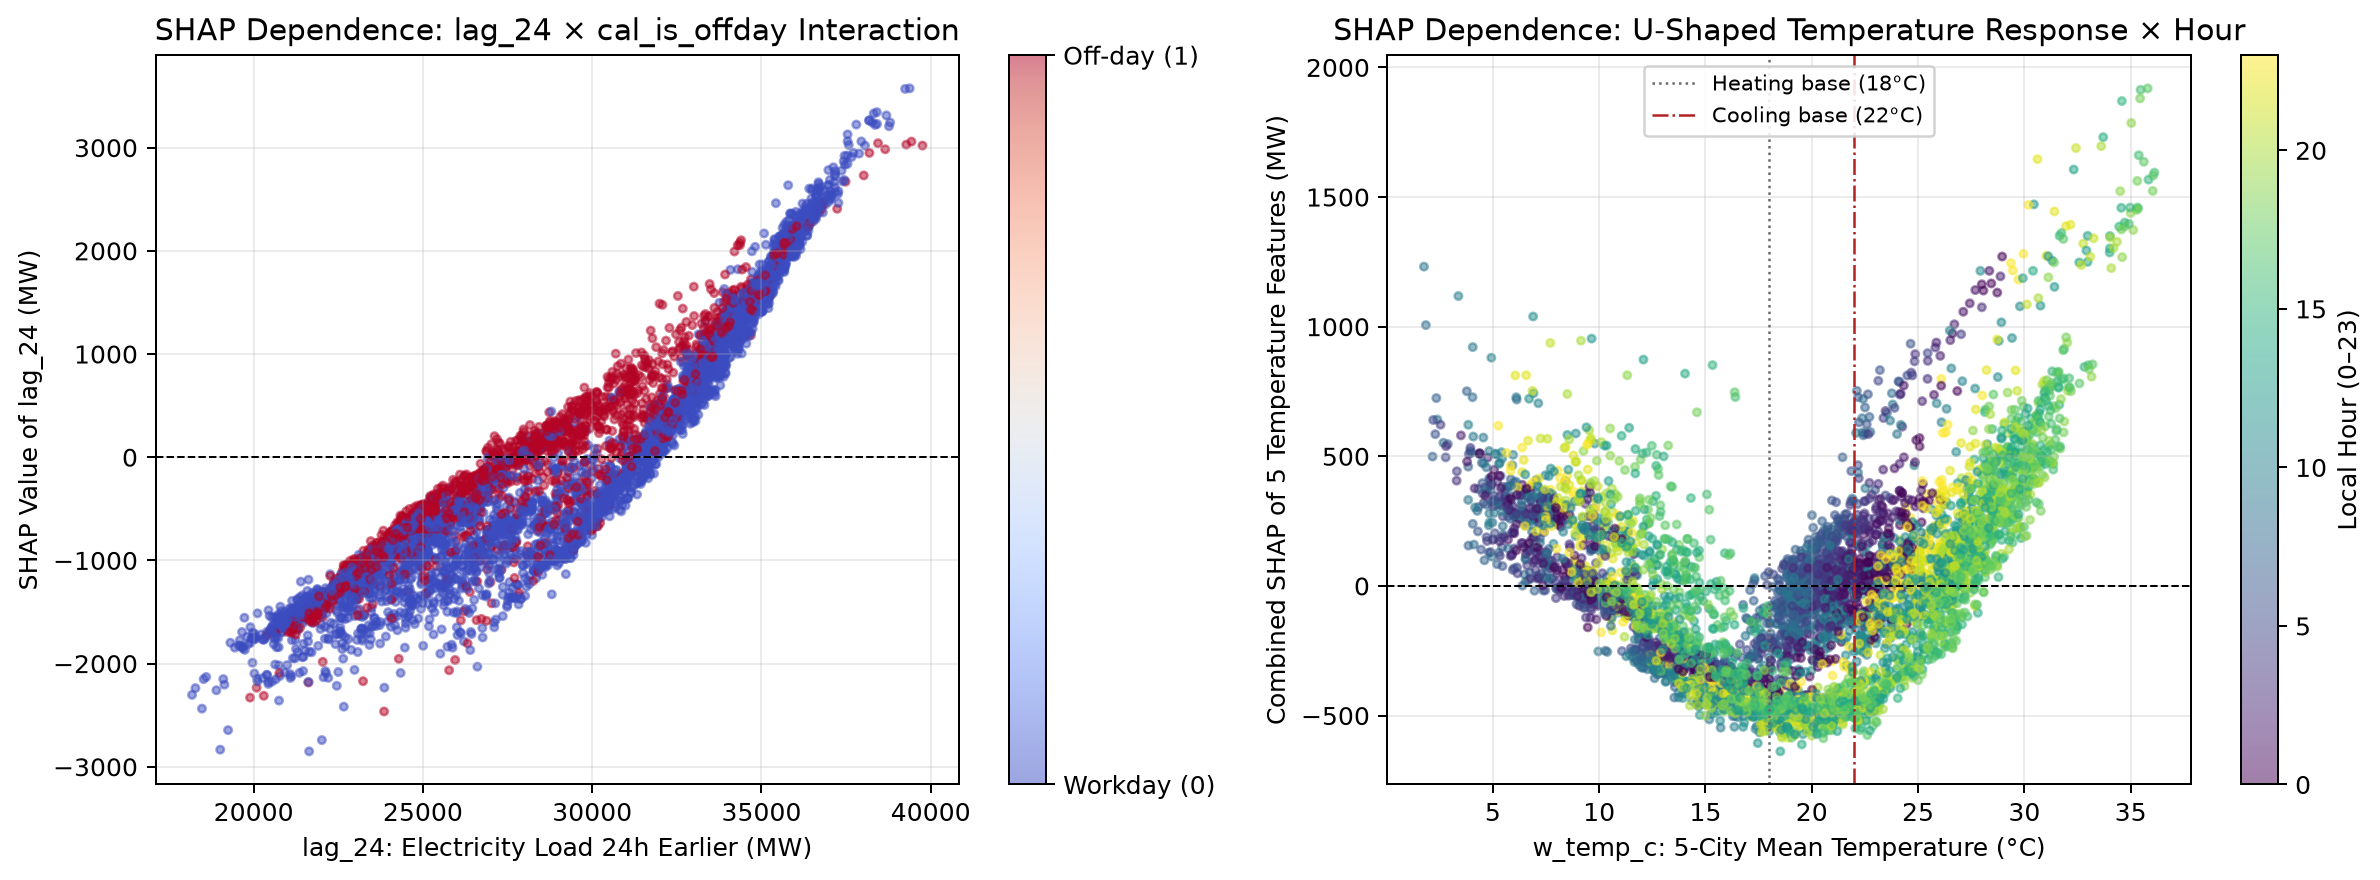 SHAP Dependence: lag_24 × cal_is_offday Interaction
SHAP Value of lag_24 (MW)
3000
2000
1000
0
−1000
−2000
−3000
20000
25000
30000
35000
40000
lag_24: Electricity Load 24h Earlier (MW)
Off-day (1)
Workday (0)
SHAP Dependence: U-Shaped Temperature Response × Hour
Combined SHAP of 5 Temperature Features (MW)
2000
1500
1000
500
0
−500
Heating base (18°C)
Cooling base (22°C)
5
10
15
20
25
30
35
w_temp_c: 5-City Mean Temperature (°C)
20
15
10
5
0
Local Hour (0–23)